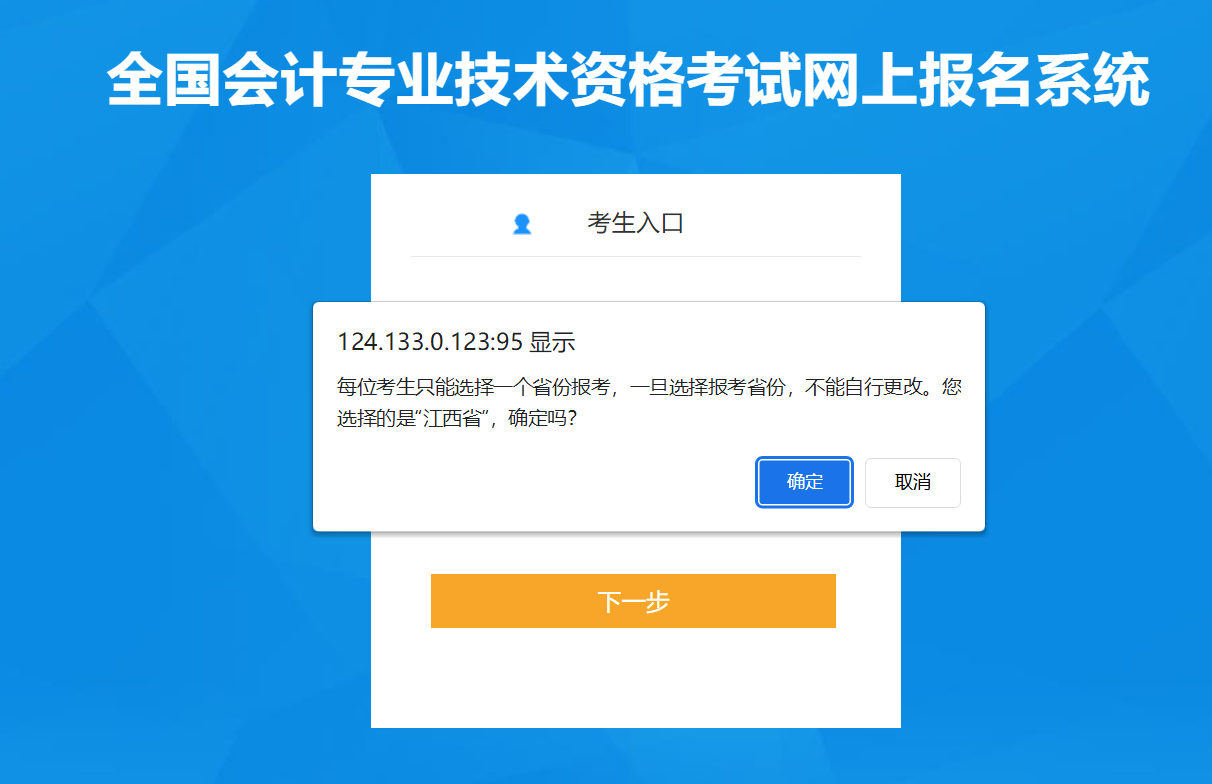 全国会计专业技术资格考试网上报名系统
考生入口
124.133.0.123:95 显示
每位考生只能选择一个省份报考，一旦选择报考省份，不能自行更改。您
选择的是“江西省”，确定吗？
确定 取消
下一步